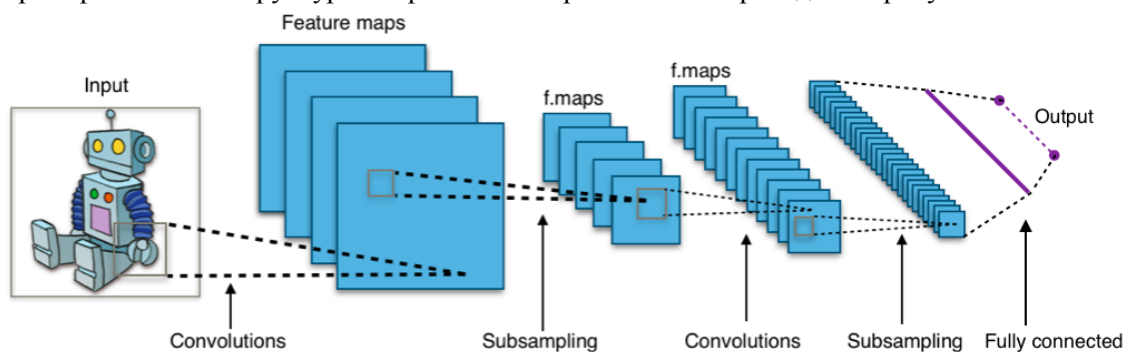 Feature maps
f.maps
Input
f.maps
Output
Convolutions
Subsampling
Convolutions
Subsampling
Fully connected